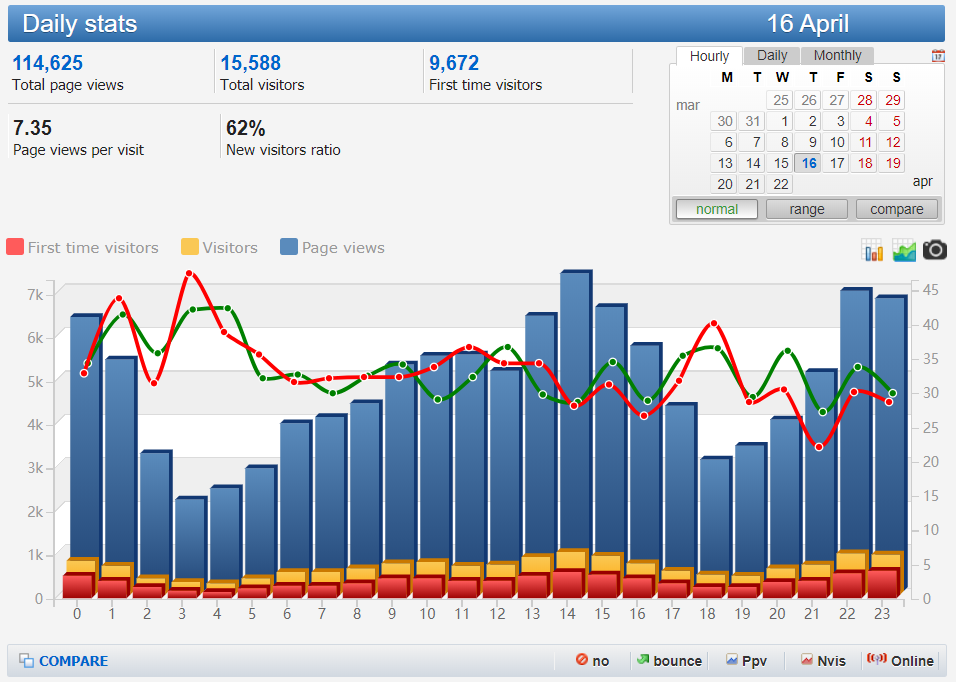 Daily stats 16 April
114,625 15,588 9,672
Total page views Total visitors First time visitors
7.35 62%
Page views per visit New visitors ratio
Hourly Daily Monthly
17
M T W T F S S
mar 25 26 27 28 29
30 31 1 2 3 4 5
6 7 8 9 10 11 12
13 14 15 16 17 18 19
20 21 22 apr
normal range compare
First time visitors Visitors Page views
7k 45
6k 40
5k 35
4k 30
3k 25
2k 20
1k 15
0 10
5
0
0 1 2 3 4 5 6 7 8 9 10 11 12 13 14 15 16 17 18 19 20 21 22 23
COMPARE no bounce Ppv Nvis Online